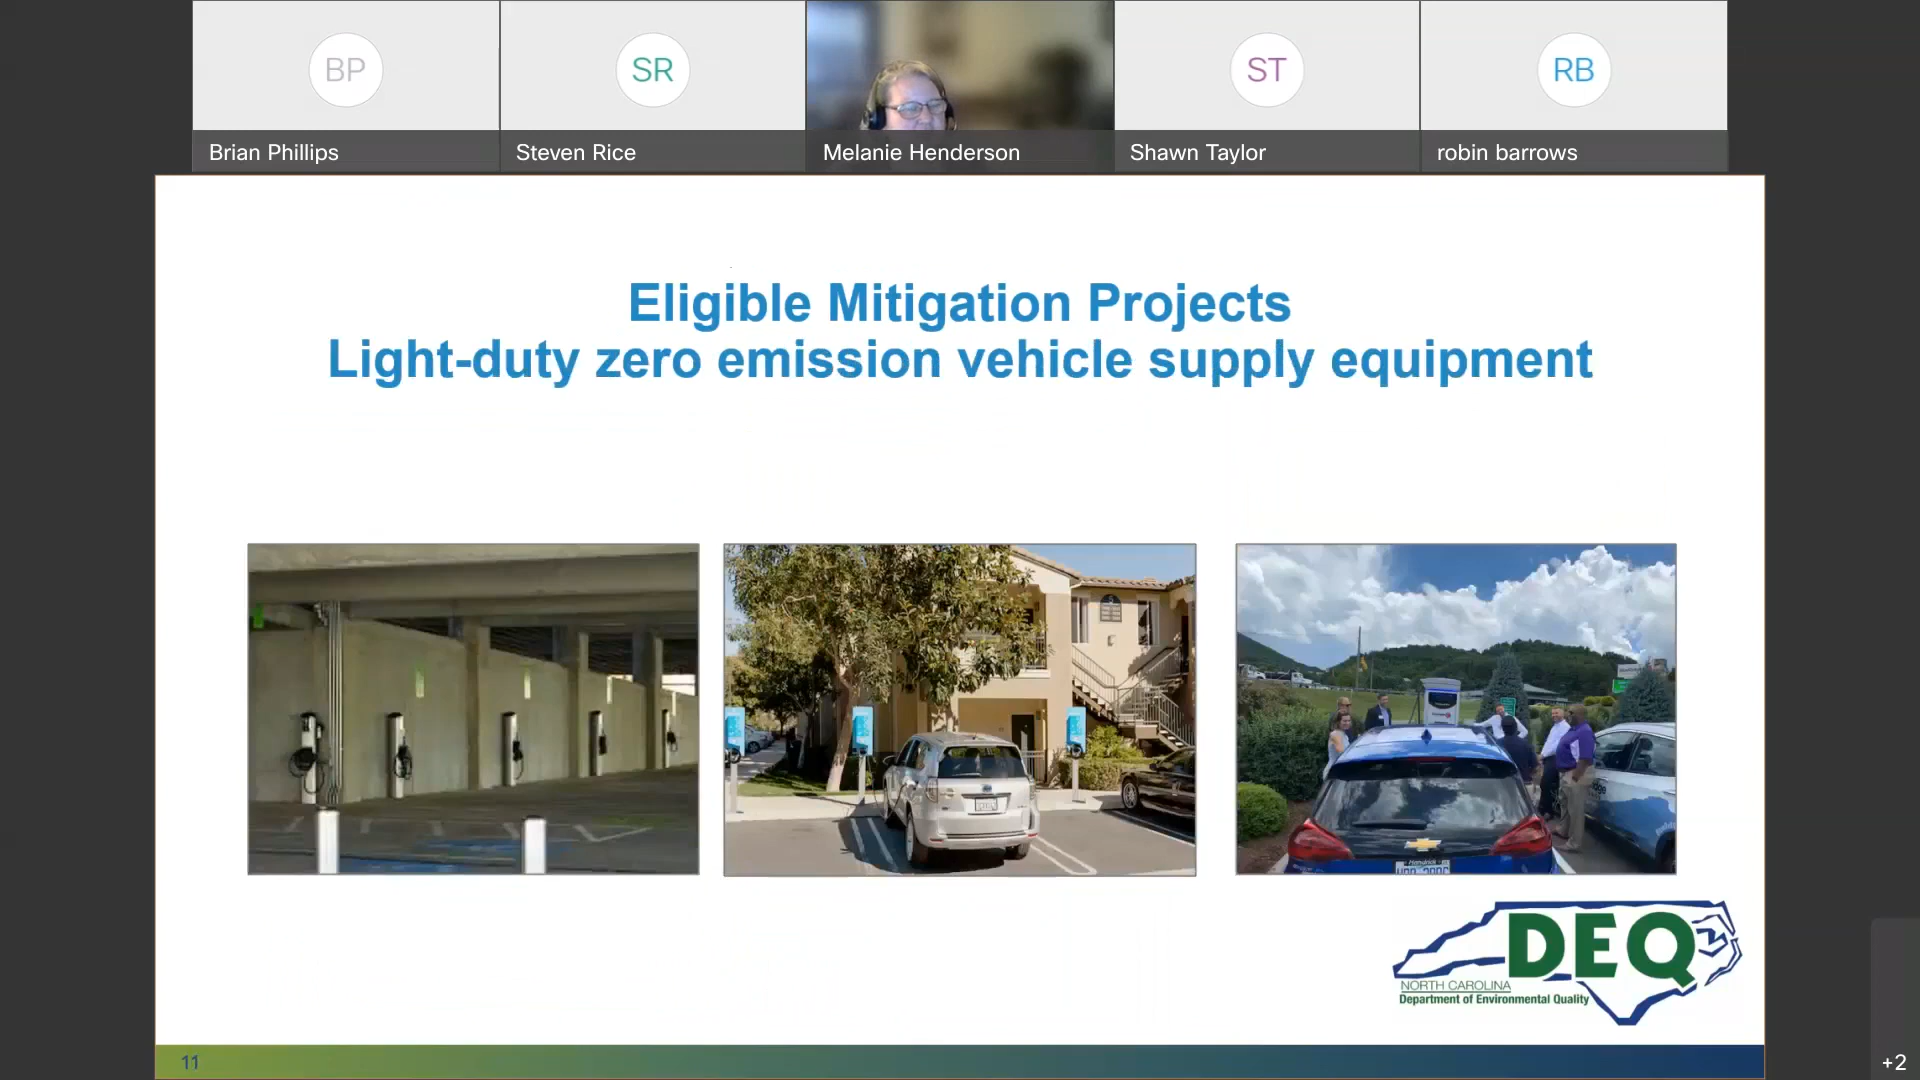 BP
SR
ST
RB
Brian Phillips
Steven Rice
Melanie Henderson
Shawn Taylor
robin barrows
Eligible Mitigation Projects
Light-duty zero emission vehicle supply equipment
Hendrick
DEQ
NORTH CAROLINA
Department of Environmental Quality
11
+2